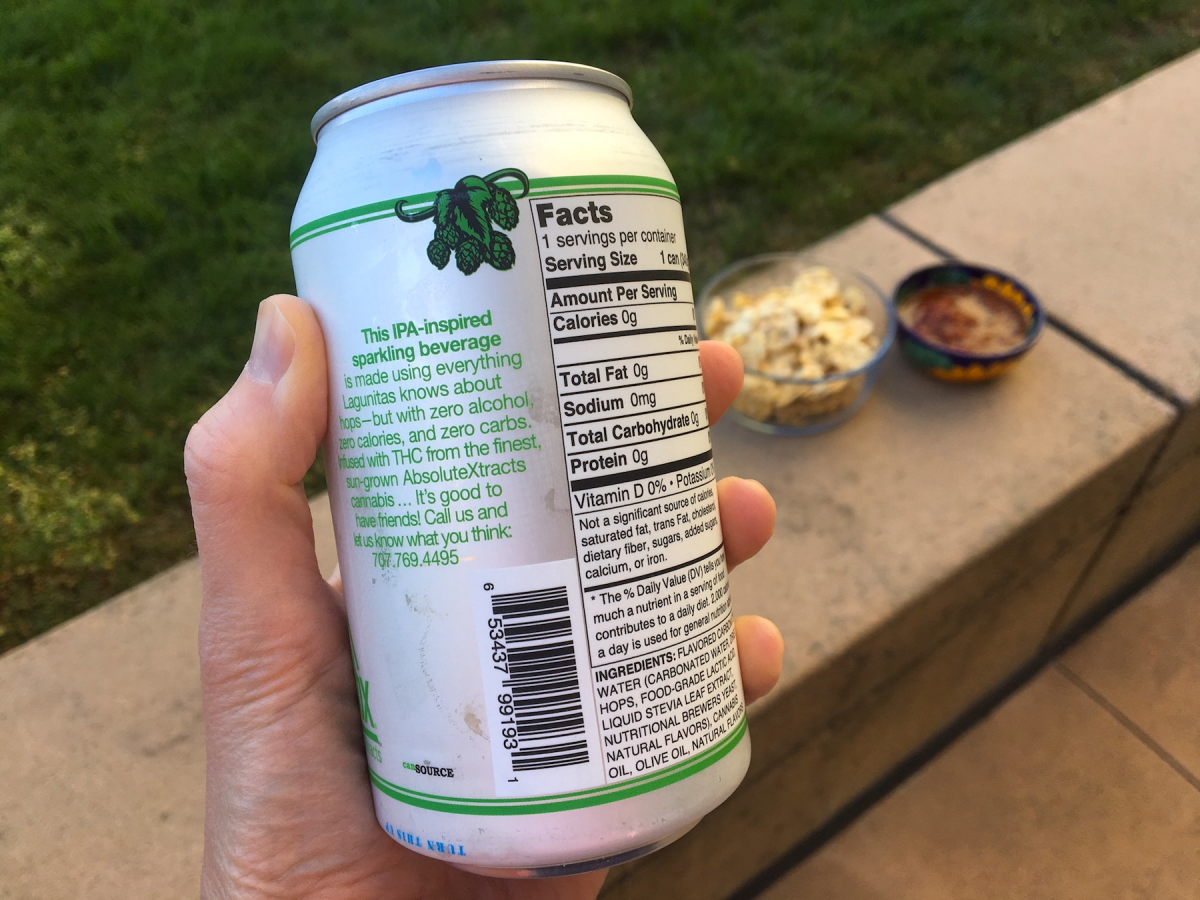 This IPA-inspired
sparkling beverage
is made using everything
Lagunitas knows about
hops—but with zero alcohol,
zero calories, and zero carbs.
Infused with THC from the finest,
sun-grown AbsoluteXtracts
cannabis ... It's good to
have friends! Call us and
let us know what you think:
707.769.4495
6 53437 99193 1
canSOURCE
TURN THIS
Facts
1 servings per container
Serving Size 1 can
Amount Per Serving
Calories 0g
% Daily
Total Fat 0g
Sodium 0mg
Total Carbohydrate 0g
Protein 0g
Vitamin D 0% • Potassium
Not a significant source of calories,
saturated fat, trans Fat, cholest
dietary fiber, sugars, added sugars,
calcium, or iron.
* The % Daily Value (DV) tells you
much a nutrient in a serving of food
contributes to a daily diet. 2,000
a day is used for general nutrition
INGREDIENTS: FLAVORED
WATER (CARBONATED WATER,
HOPS, FOOD-GRADE LACTIC ACID,
LIQUID STEVIA LEAF EXTRACT,
NUTRITIONAL BREWERS YEAST,
NATURAL FLAVORS), CANNABIS
OIL, OLIVE OIL, NATURAL FLAVORS